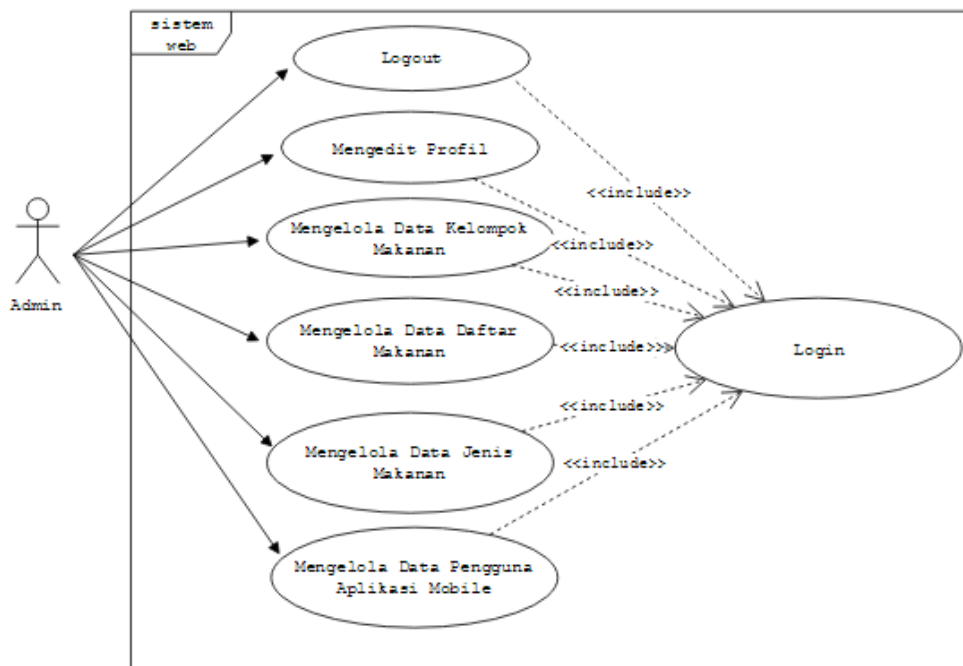 sistem
web
Logout
Mengedit Profil
<<include>>
Mengelola Data Kelompok
Makanan
<<include>>
<<include>>
Admin
Mengelola Data Daftar
Makanan
<<include>>
Login
<<include>>
Mengelola Data Jenis
Makanan
<<include>>
Mengelola Data Pengguna
Aplikasi Mobile